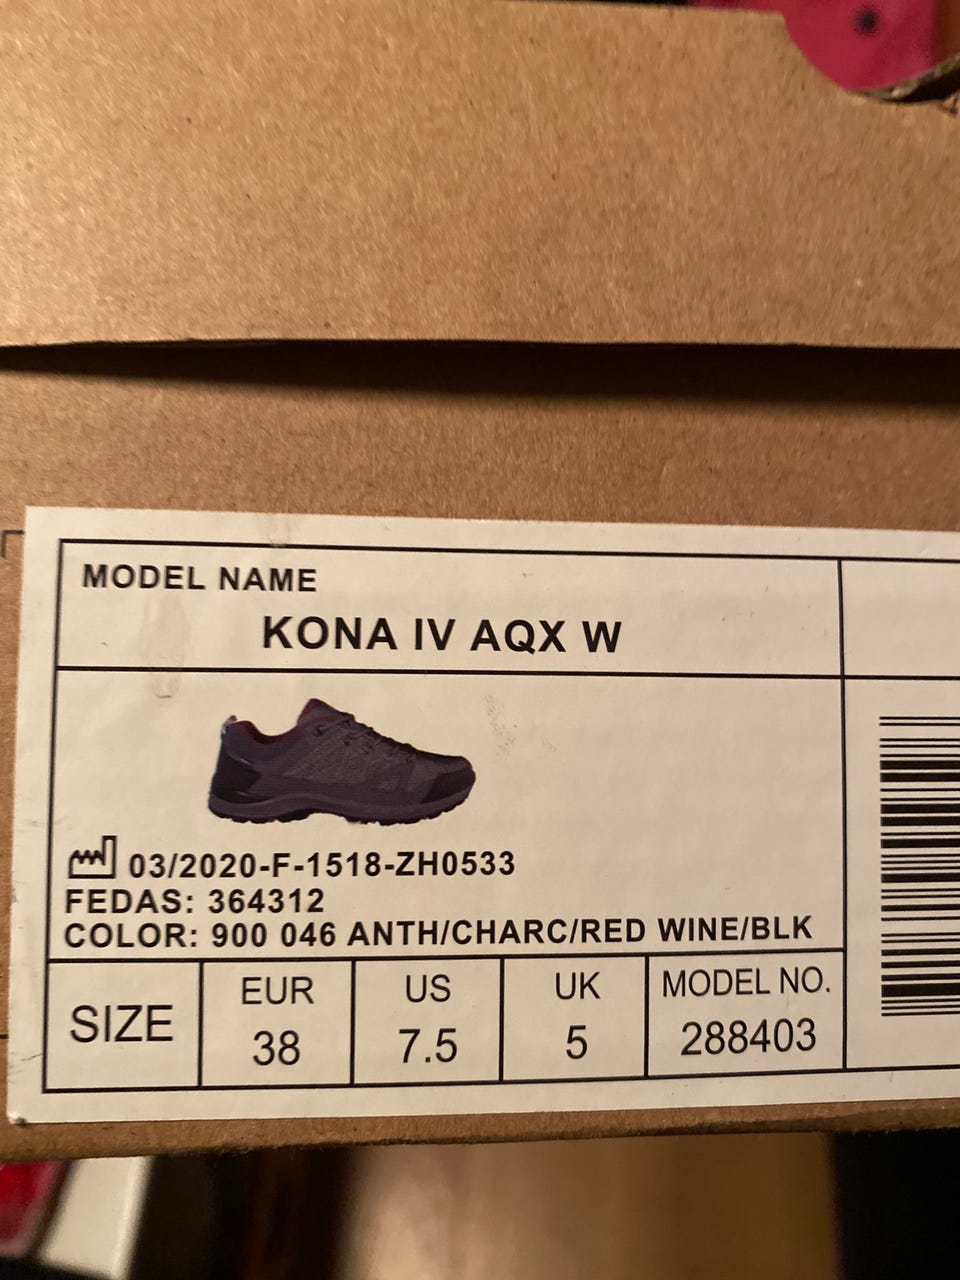 MODEL NAME
KONA IV AQX W
03/2020-F-1518-ZH0533
FEDAS: 364312
COLOR: 900 046 ANTH/CHARC/RED WINE/BLK
SIZE EUR US UK MODEL NO.
38 7.5 5 288403